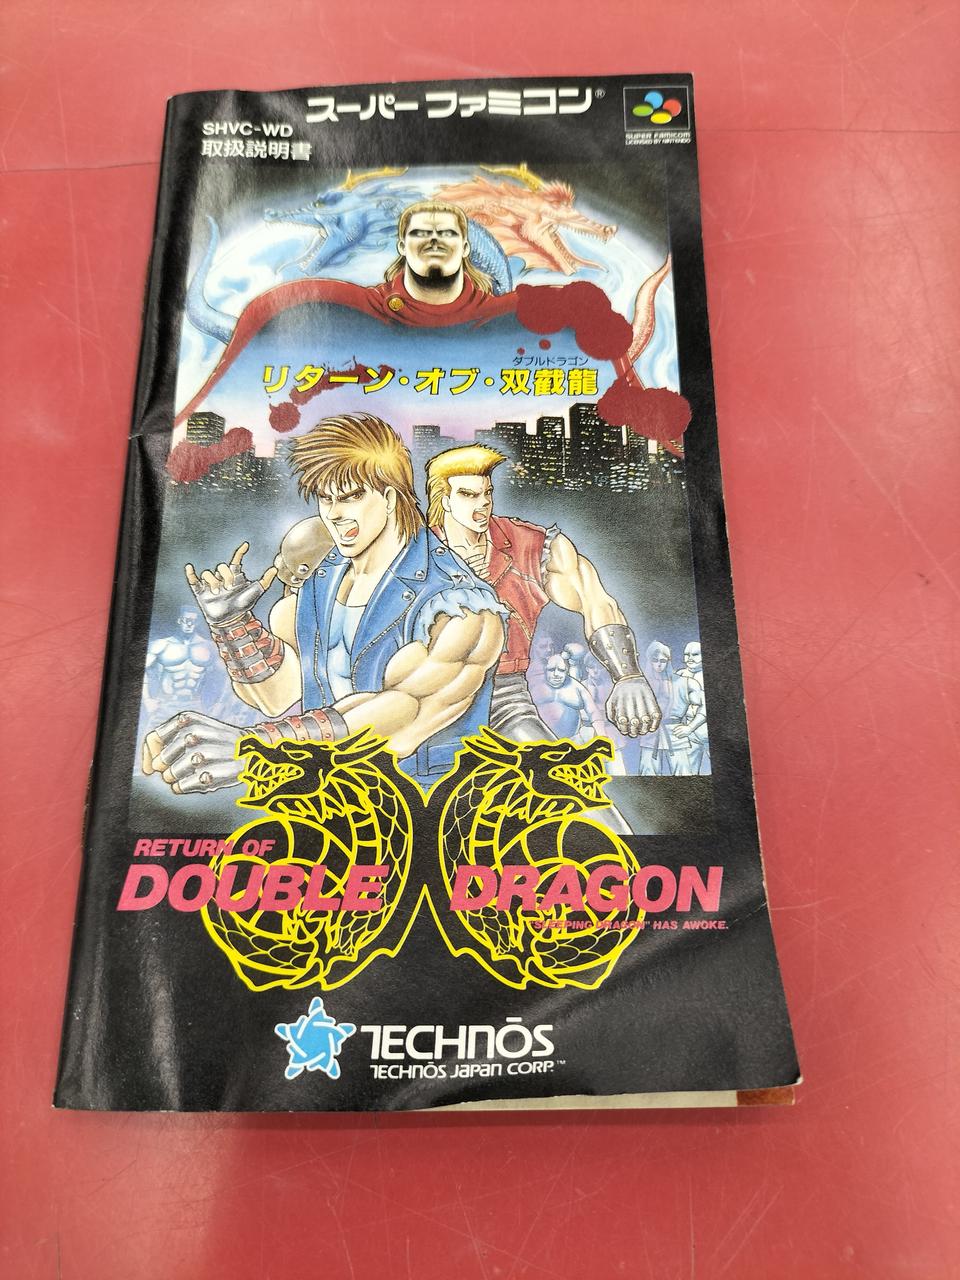 スーパーファミコン®
SHVC-WD
取扱説明書
SUPER FAMICOM
LICENSED BY NINTENDO
ダブルドラゴン
リターン・オブ・双截龍
RETURN OF
DOUBLE DRAGON
"SLEEPING DRAGON" HAS AWOKE.
TECHNŌS
TECHNŌS JAPAN CORP.™